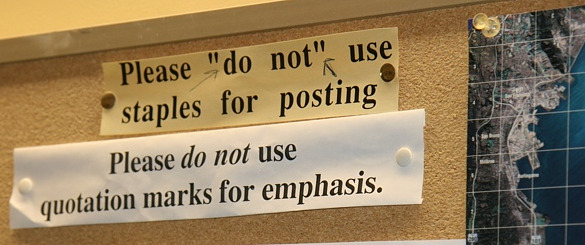 Please "do not" use
staples for posting
Please do not use
quotation marks for emphasis.